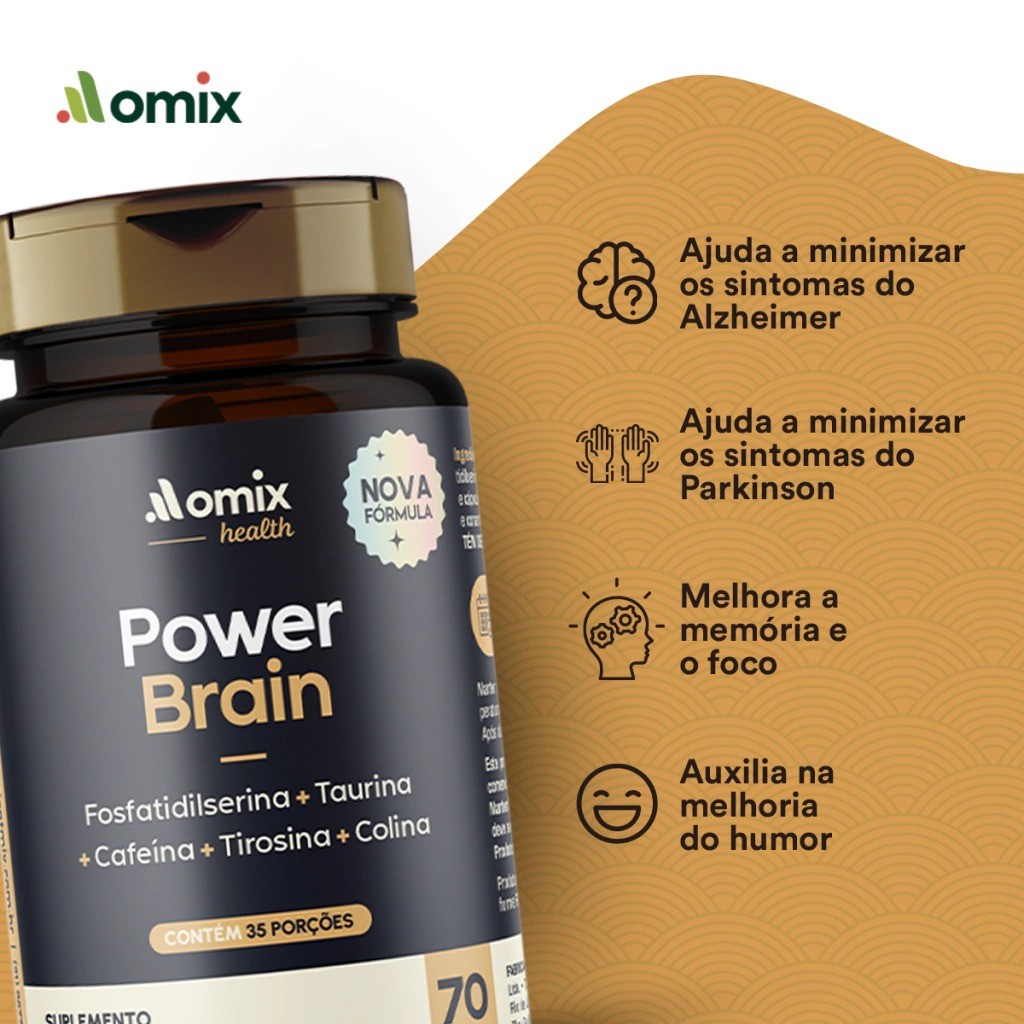 omix
Ajuda a minimizar
os sintomas do
Alzheimer
Ajuda a minimizar
os sintomas do
Parkinson
Melhora a
memória e
o foco
Auxilia na
melhoria
do humor
omix
health
NOVA
FÓRMULA
Power
Brain
Fosfatidilserina + Taurina
+ Cafeína + Tirosina + Colina
CONTÉM 35 PORÇÕES
SUPLEMENTO
70